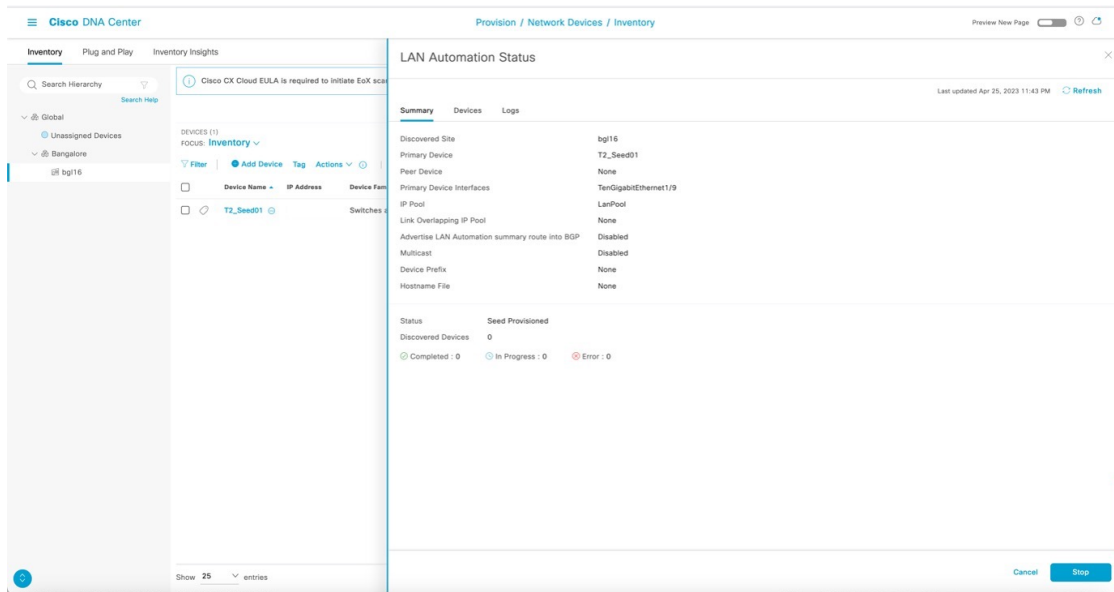 Cisco DNA Center
Provision / Network Devices / Inventory
Preview New Page
Inventory Plug and Play Inventory Insights
Search Hierarchy
Search Help
Global
Unassigned Devices
Bangalore
bgl16
Cisco CX Cloud EULA is required to initiate EoX
DEVICES (1)
FOCUS: Inventory
Filter Add Device Tag Actions
Device Name IP Address Device Fam
T2_Seed01 Switches
Show 25 entries
LAN Automation Status
Last updated Apr 25, 2023 11:43 PM Refresh
Summary Devices Logs
Discovered Site bgl16
Primary Device T2_Seed01
Peer Device None
Primary Device Interfaces TenGigabitEthernet1/9
IP Pool LanPool
Link Overlapping IP Pool None
Advertise LAN Automation summary route into BGP Disabled
Multicast Disabled
Device Prefix None
Hostname File None
Status Seed Provisioned
Discovered Devices 0
Completed : 0 In Progress : 0 Error : 0
Cancel Stop